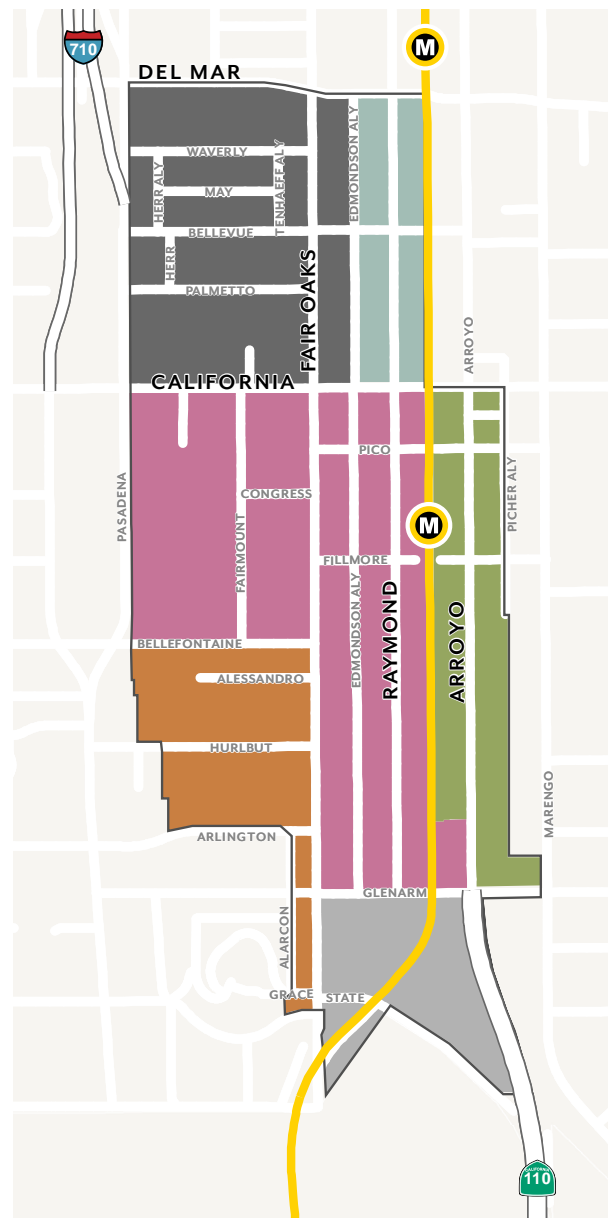 710
M
DEL MAR
EDMONDSON ALY
WAVERLY
TENHAEFF ALY
HERR ALY
MAY
BELLEVUE
HERR
FAIR OAKS
PALMETTO
ARROYO
CALIFORNIA
PICO
PASADENA
PICHER ALY
CONGRESS
M
FAIRMOUNT
FILLMORE
EDMONDSON ALY
RAYMOND
ARROYO
BELLEFONTAINE
ALESSANDRO
HURLBUT
MARENGO
ARLINGTON
GLENARM
ALARCON
GRACE
STATE
CALIFORNIA
110